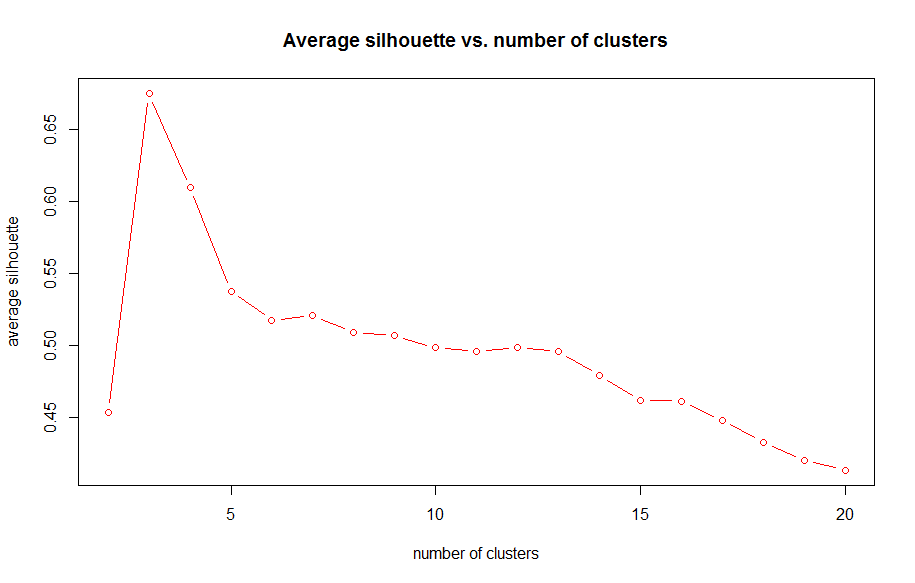 Average silhouette vs. number of clusters
average silhouette
0.65
0.60
0.55
0.50
0.45
5 10 15 20
number of clusters